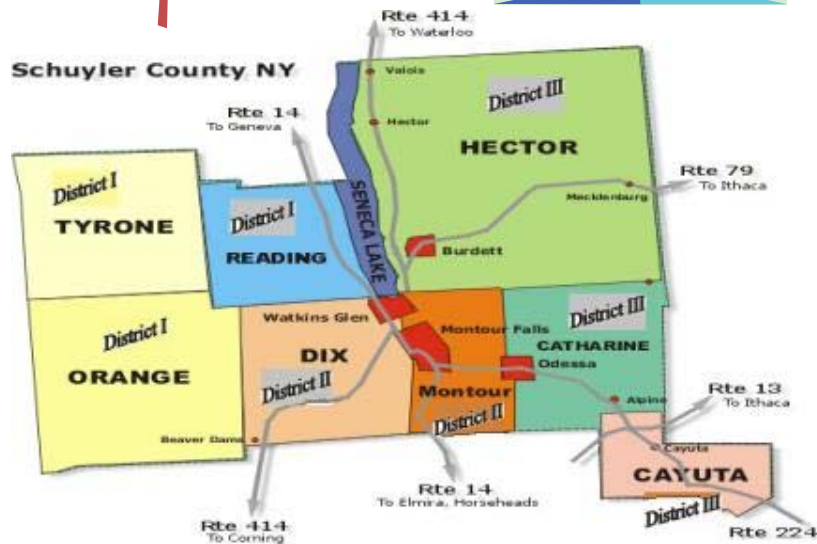 Rte 414
To Waterloo
Schuyler County NY
Valois
District III
Rte 14
To Geneva
Hector
HECTOR
Rte 79
To Ithaca
District I
TYRONE
District I
READING
SENECA LAKE
Mecklenburg
Burdett
District I
ORANGE
Watkins Glen
DIX
District II
Montour Falls
Montour
District II
District III
CATHARINE
Odessa
Alpine
Rte 13
To Ithaca
Beaver Dams
Cayuta
CAYUTA
District III
Rte 14
To Elmira, Horseheads
Rte 414
To Corning
Rte 224